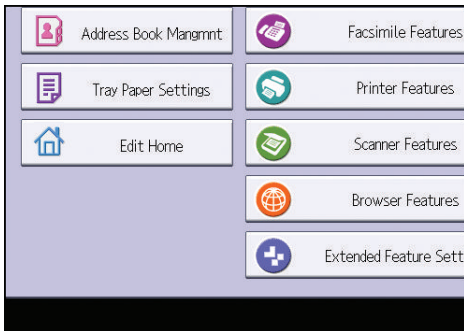 Address Book Mangmnt
Facsimile Features
Tray Paper Settings
Printer Features
Edit Home
Scanner Features
Browser Features
Extended Feature Sett